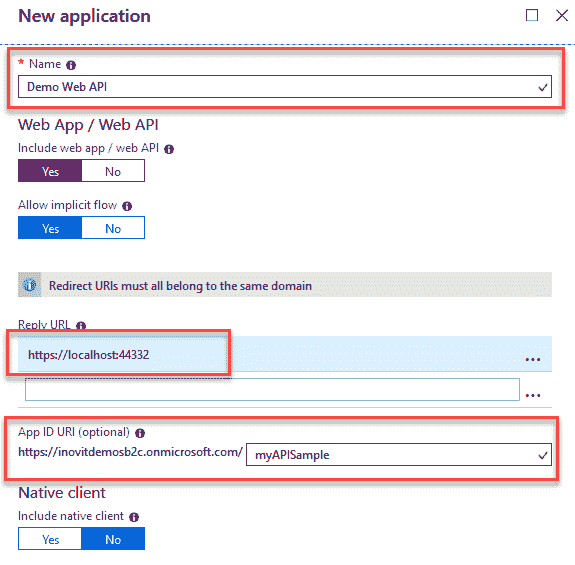 New application
* Name
Demo Web API
Web App / Web API
Include web app / web API
Yes No
Allow implicit flow
Yes No
Redirect URIs must all belong to the same domain
Reply URL
https://localhost:44332
...
...
App ID URI (optional)
https://inovitdemosb2c.onmicrosoft.com/ myAPISample
Native client
Include native client
Yes No